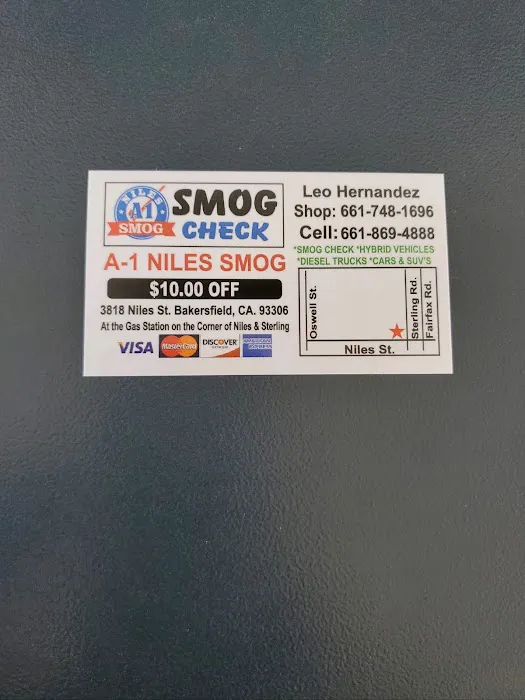 NILES
A1
SMOG
SMOG
CHECK
A-1 NILES SMOG
$10.00 OFF
3818 Niles St. Bakersfield, CA. 93306
At the Gas Station on the Corner of Niles & Sterling
VISA
MasterCard
DISCOVER
AMERICAN EXPRESS
Leo Hernandez
Shop: 661-748-1696
Cell: 661-869-4888
*SMOG CHECK *HYBRID VEHICLES
*DIESEL TRUCKS *CARS & SUV'S
Oswell St.
Sterling Rd.
Fairfax Rd.
Niles St.